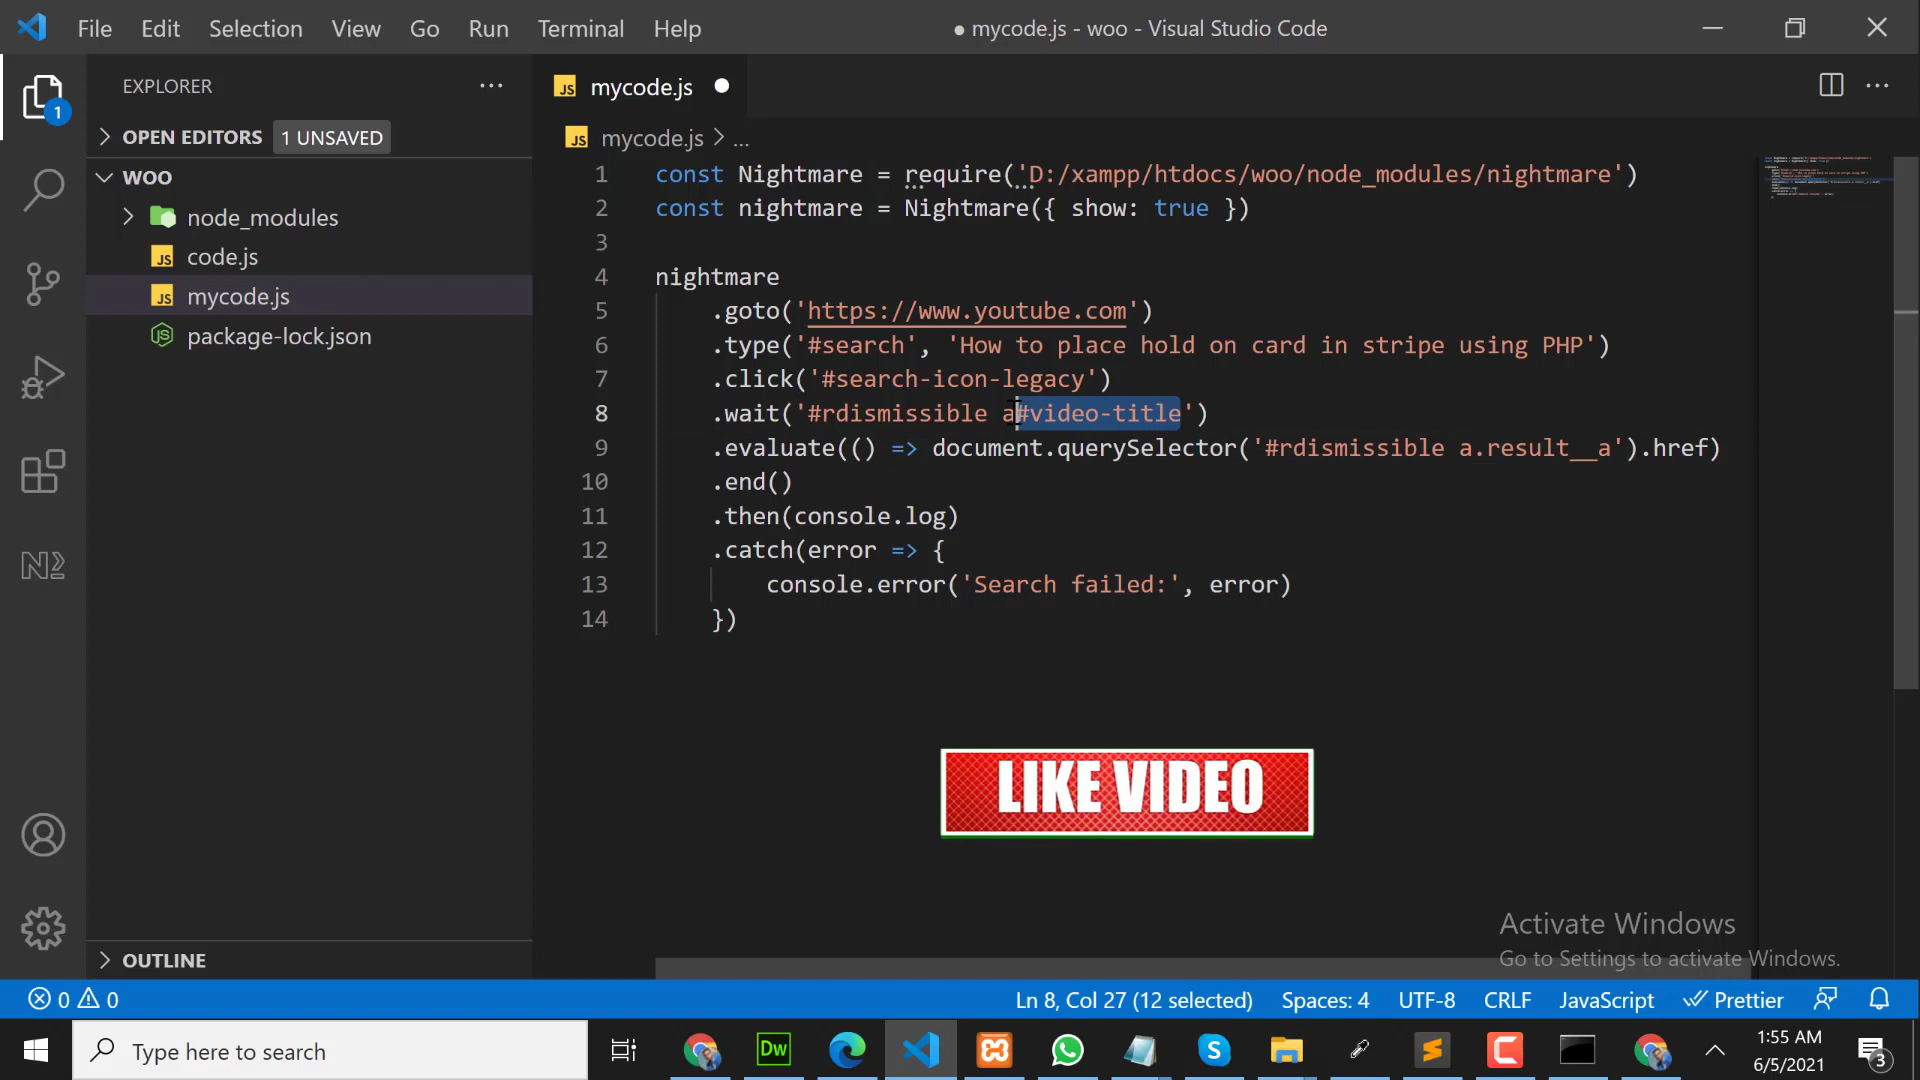 File Edit Selection View Go Run Terminal Help
● mycode.js - woo - Visual Studio Code
EXPLORER
1
OPEN EDITORS 1 UNSAVED
WOO
node_modules
JS code.js
JS mycode.js
package-lock.json
OUTLINE
JS mycode.js
JS mycode.js > ...
1 const Nightmare = require('D:/xampp/htdocs/woo/node_modules/nightmare')
2 const nightmare = Nightmare({ show: true })
3
4 nightmare
5 .goto('https://www.youtube.com')
6 .type('#search', 'How to place hold on card in stripe using PHP')
7 .click('#search-icon-legacy')
8 .wait('#rdismissible a#video-title')
9 .evaluate(() => document.querySelector('#rdismissible a.result__a').href)
10 .end()
11 .then(console.log)
12 .catch(error => {
13 console.error('Search failed:', error)
14 })
LIKE VIDEO
Activate Windows
Go to Settings to activate Windows.
0 0 Ln 8, Col 27 (12 selected) Spaces: 4 UTF-8 CRLF JavaScript Prettier
Type here to search
Dw
1:55 AM
6/5/2021
3